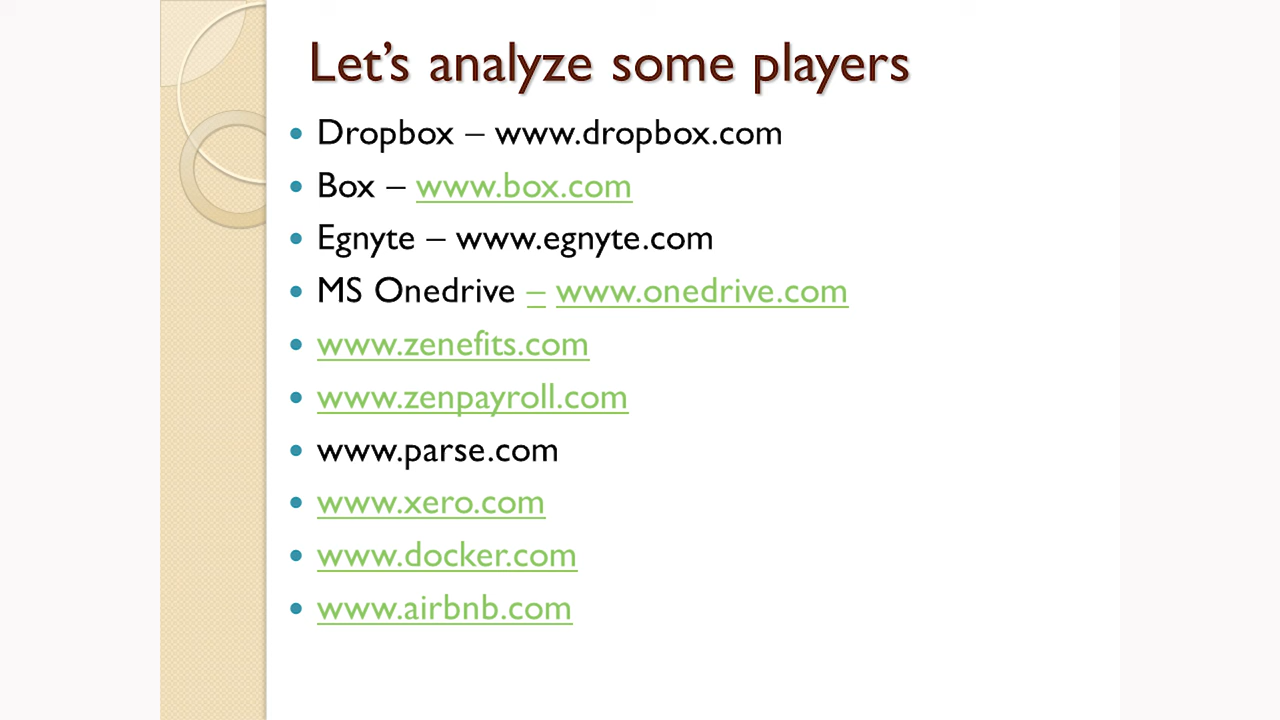 Let’s analyze some players
Dropbox – www.dropbox.com
Box – www.box.com
Egnyte – www.egnyte.com
MS Onedrive – www.onedrive.com
www.zenefits.com
www.zenpayroll.com
www.parse.com
www.xero.com
www.docker.com
www.airbnb.com